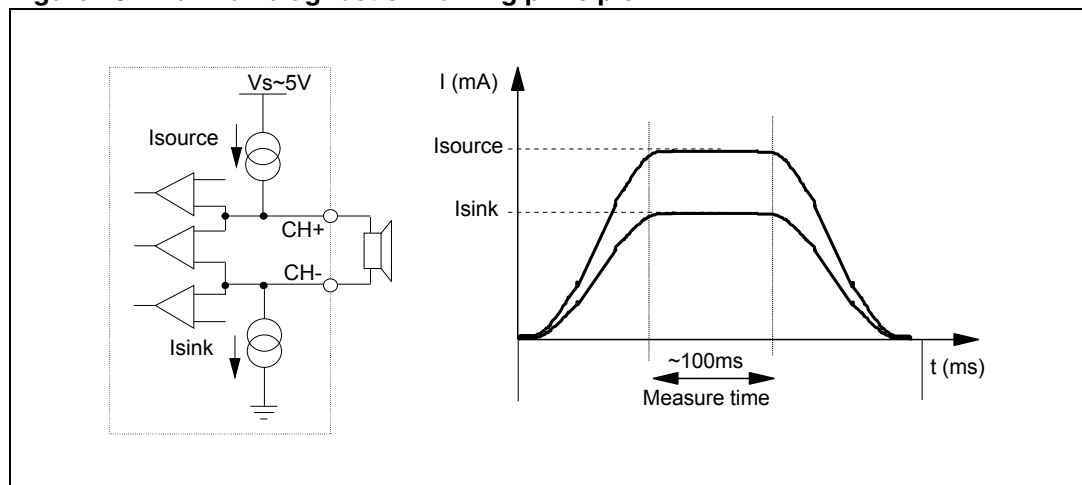 Vs~5V
Isource
CH+
CH-
Isink
I (mA)
Isource
Isink
~100ms
Measure time
t (ms)